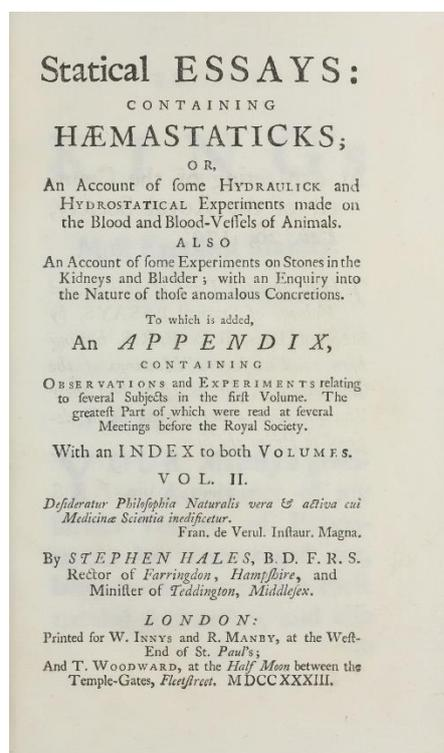 Statical ESSAYS:
CONTAINING
HÆMASTATICKS;
OR,
An Account of ſome HYDRAULICK and
HYDROSTATICAL Experiments made on
the Blood and Blood-Veſſels of Animals.
ALSO
An Account of ſome Experiments on Stones in the
Kidneys and Bladder; with an Enquiry into
the Nature of thoſe anomalous Concretions.
To which is added,
An APPENDIX,
CONTAINING
OBSERVATIONS and EXPERIMENTS relating
to ſeveral Subjects in the firſt Volume. The
greateſt Part of which were read at ſeveral
Meetings before the Royal Society.
With an INDEX to both VOLUMES.
VOL. II.
Deſideratur Philoſophia Naturalis vera & activa cui
Medicinæ Scientia inedificetur.
Fran. de Verul. Inſtaur. Magna.
By STEPHEN HALES, B. D. F. R. S.
Rector of Farringdon, Hampſhire, and
Miniſter of Teddington, Middleſex.
LONDON:
Printed for W. INNYS and R. MANBY, at the Weſt-
End of St. Paul's;
And T. WOODWARD, at the Half Moon between the
Temple-Gates, Fleetſtreet. MDCCXXXIII.